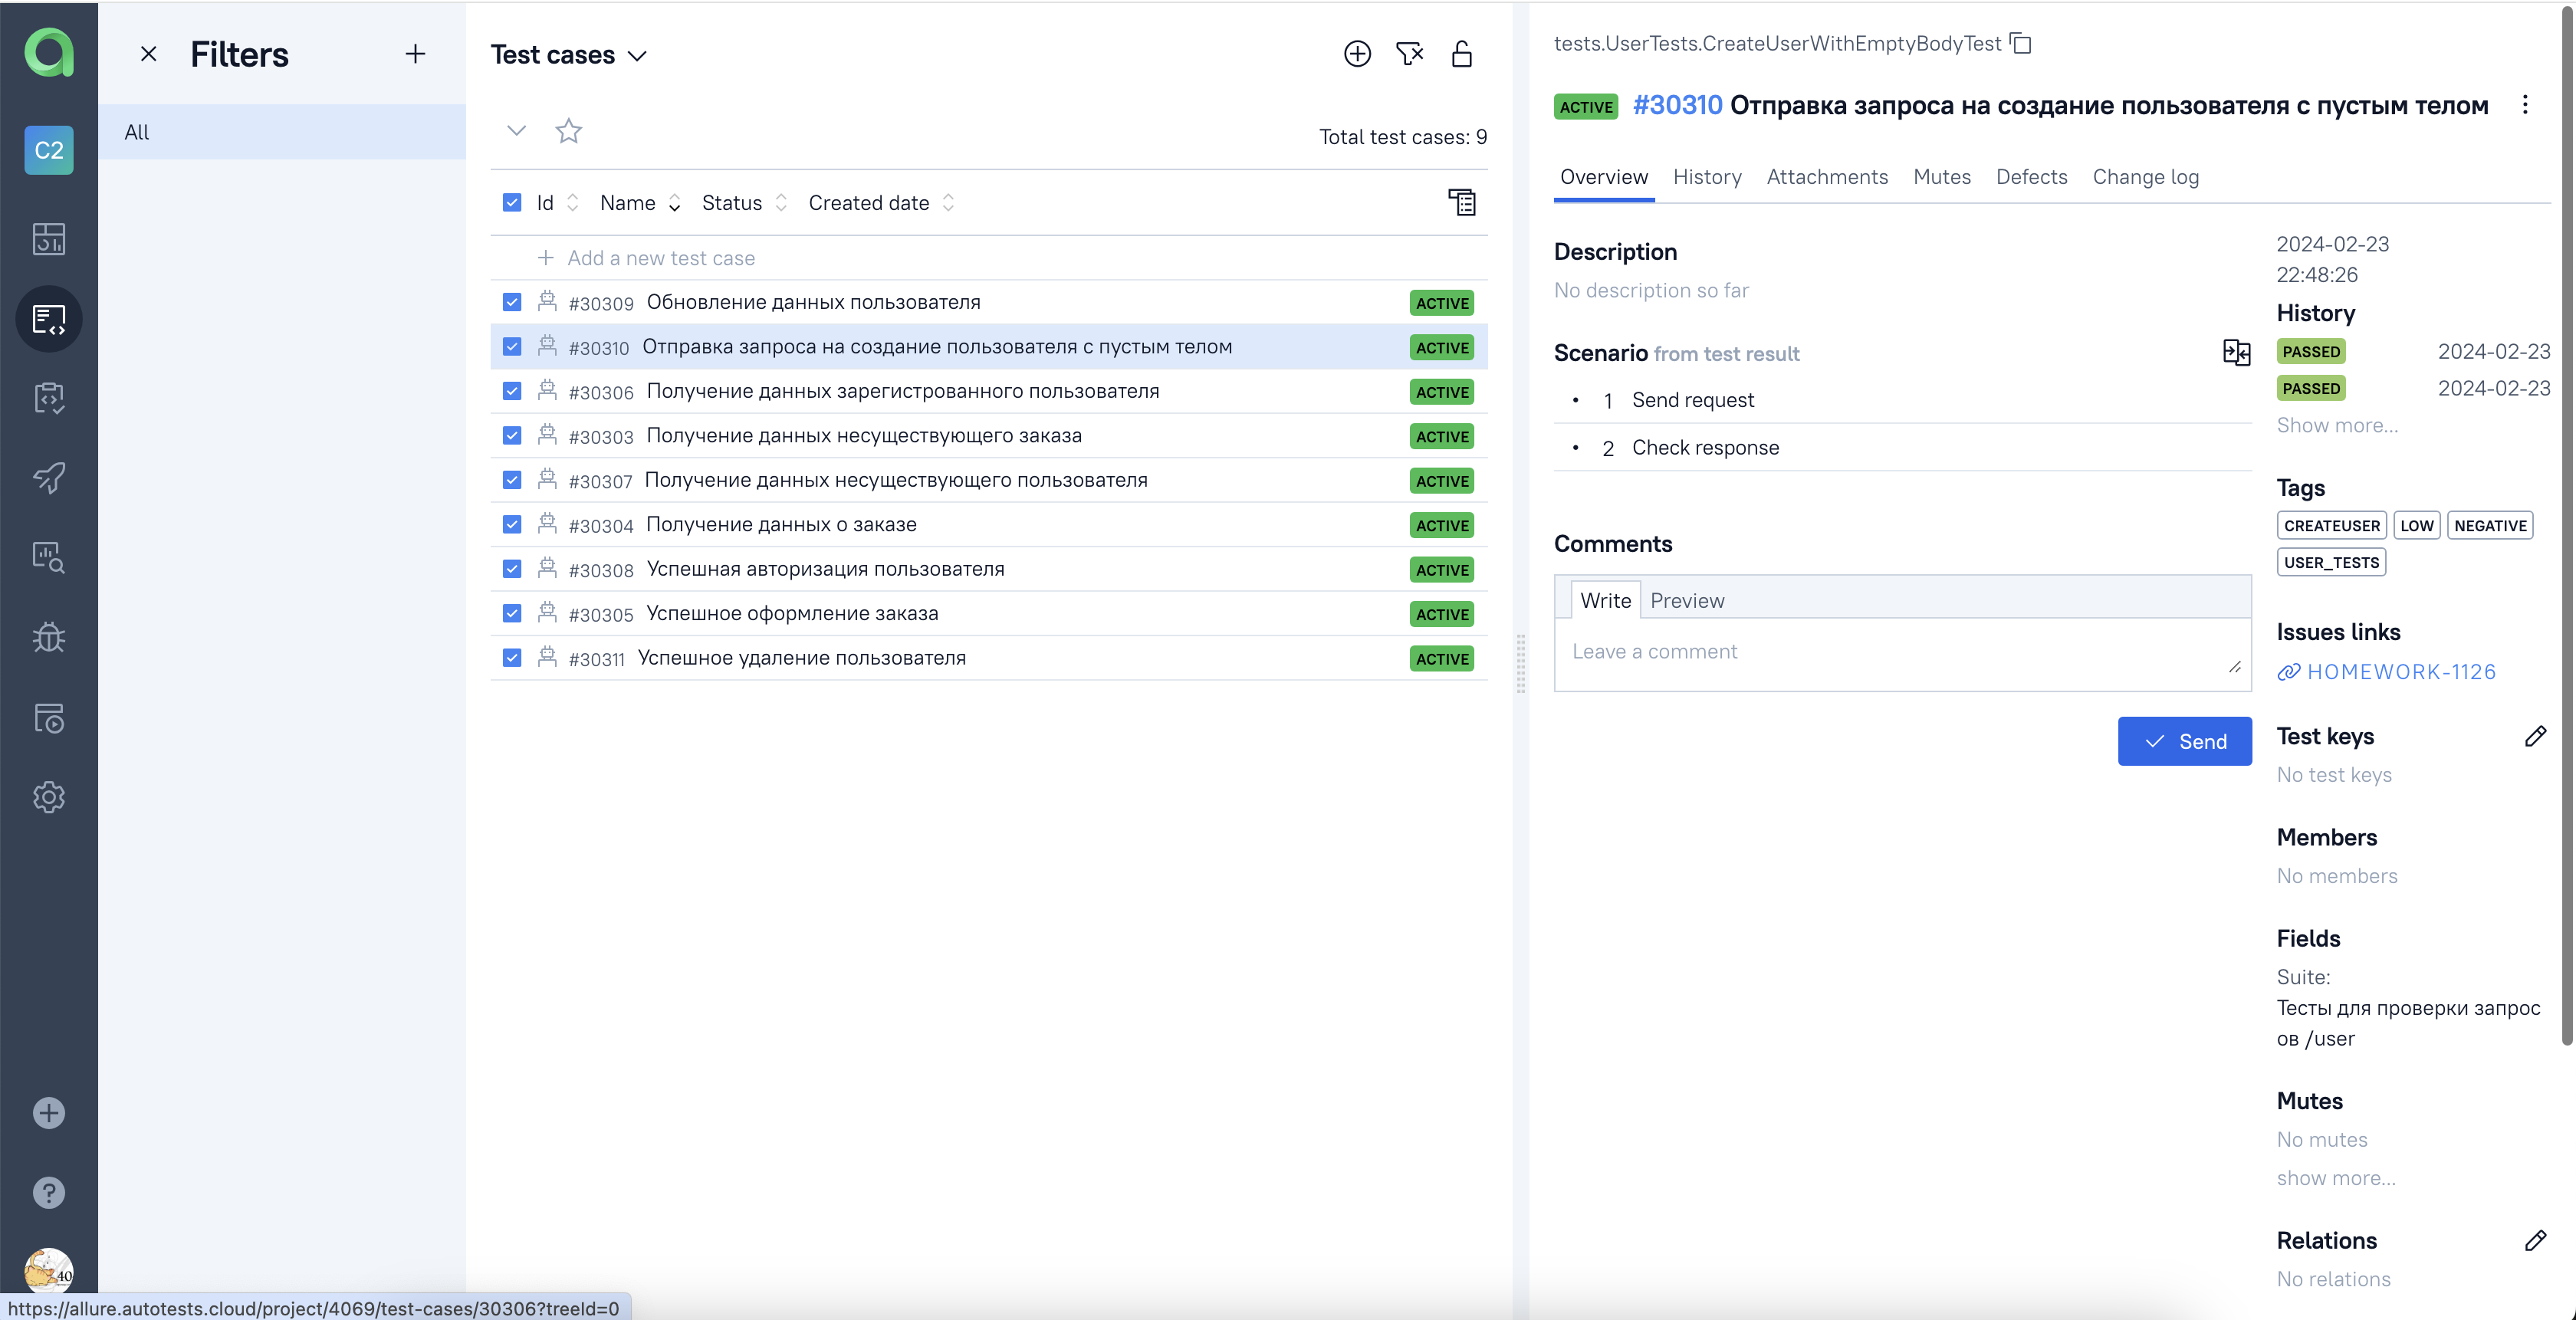 C2
40
Filters
All
Test cases
Total test cases: 9
Id Name Status Created date
Add a new test case
#30309 Обновление данных пользователя ACTIVE
#30310 Отправка запроса на создание пользователя с пустым телом ACTIVE
#30306 Получение данных зарегистрированного пользователя ACTIVE
#30303 Получение данных несуществующего заказа ACTIVE
#30307 Получение данных несуществующего пользователя ACTIVE
#30304 Получение данных о заказе ACTIVE
#30308 Успешная авторизация пользователя ACTIVE
#30305 Успешное оформление заказа ACTIVE
#30311 Успешное удаление пользователя ACTIVE
tests.UserTests.CreateUserWithEmptyBodyTest
ACTIVE #30310 Отправка запроса на создание пользователя с пустым телом
Overview History Attachments Mutes Defects Change log
Description
No description so far
Scenario from test result
1 Send request
2 Check response
Comments
Write Preview
Leave a comment
Send
2024-02-23
22:48:26
History
PASSED 2024-02-23
PASSED 2024-02-23
Show more...
Tags
CREATEUSER LOW NEGATIVE
USER_TESTS
Issues links
HOMEWORK-1126
Test keys
No test keys
Members
No members
Fields
Suite:
Тесты для проверки запрос
ов /user
Mutes
No mutes
show more...
Relations
No relations
https://allure.autotests.cloud/project/4069/test-cases/30306?treeId=0